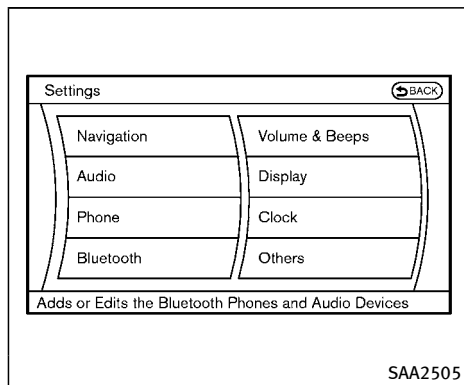 Settings
BACK
Navigation
Volume & Beeps
Audio
Display
Phone
Clock
Bluetooth
Others
Adds or Edits the Bluetooth Phones and Audio Devices
SAA2505